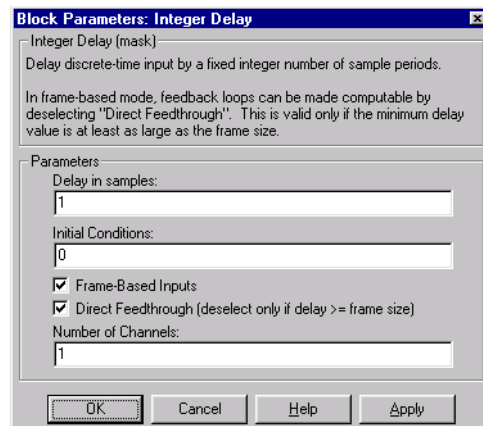 Block Parameters: Integer Delay
Integer Delay (mask)
Delay discrete-time input by a fixed integer number of sample periods.
In frame-based mode, feedback loops can be made computable by
deselecting "Direct Feedthrough". This is valid only if the minimum delay
value is at least as large as the frame size.
Parameters
Delay in samples:
1
Initial Conditions:
0
Frame-Based Inputs
Direct Feedthrough (deselect only if delay >= frame size)
Number of Channels:
1
OK Cancel Help Apply